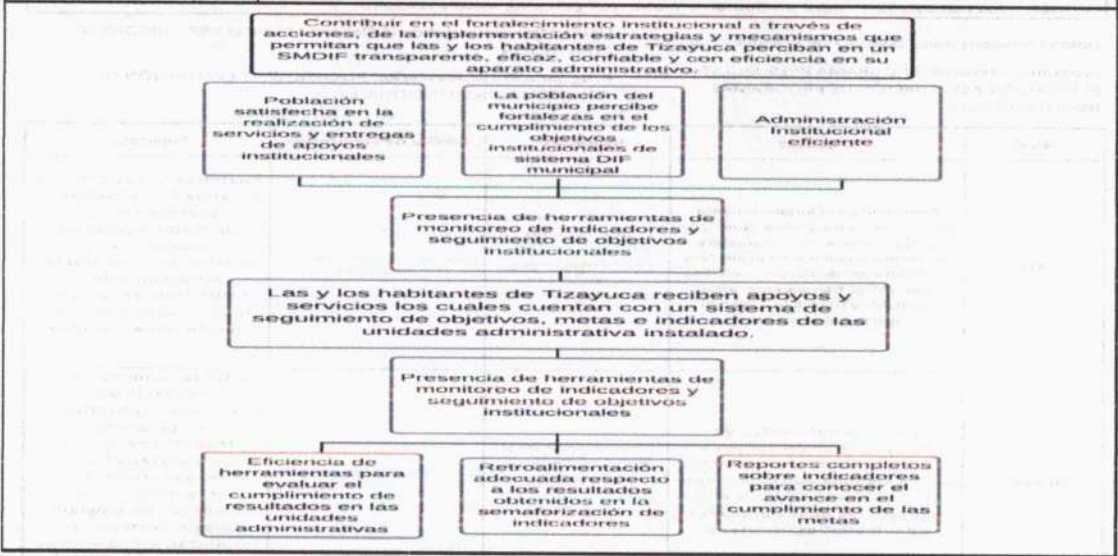 Contribuir en el fortalecimiento institucional a través de
acciones, de la implementación estrategias y mecanismos que
permitan que las y los habitantes de Tizayuca perciban en un
SMDIF transparente, eficaz, confiable y con eficiencia en su
aparato administrativo.
Población
satisfecha en la
realización de
servicios y entregas
de apoyos
institucionales
La población del
municipio percibe
fortalezas en el
cumplimiento de los
objetivos
institucionales de
sistema DIF
municipal
Administración
Institucional
eficiente
Presencia de herramientas de
monitoreo de indicadores y
seguimiento de objetivos
institucionales
Las y los habitantes de Tizayuca reciben apoyos y
servicios los cuales cuentan con un sistema de
seguimiento de objetivos, metas e indicadores de las
unidades administrativa instalado.
Presencia de herramientas de
monitoreo de indicadores y
seguimiento de objetivos
institucionales
Eficiencia de
herramientas para
evaluar el
cumplimiento de
resultados en las
unidades
administrativas
Retroalimentación
adecuada respecto
a los resultados
obtenidos en la
semaforización de
indicadores
Reportes completos
sobre indicadores
para conocer el
avance en el
cumplimiento de las
metas